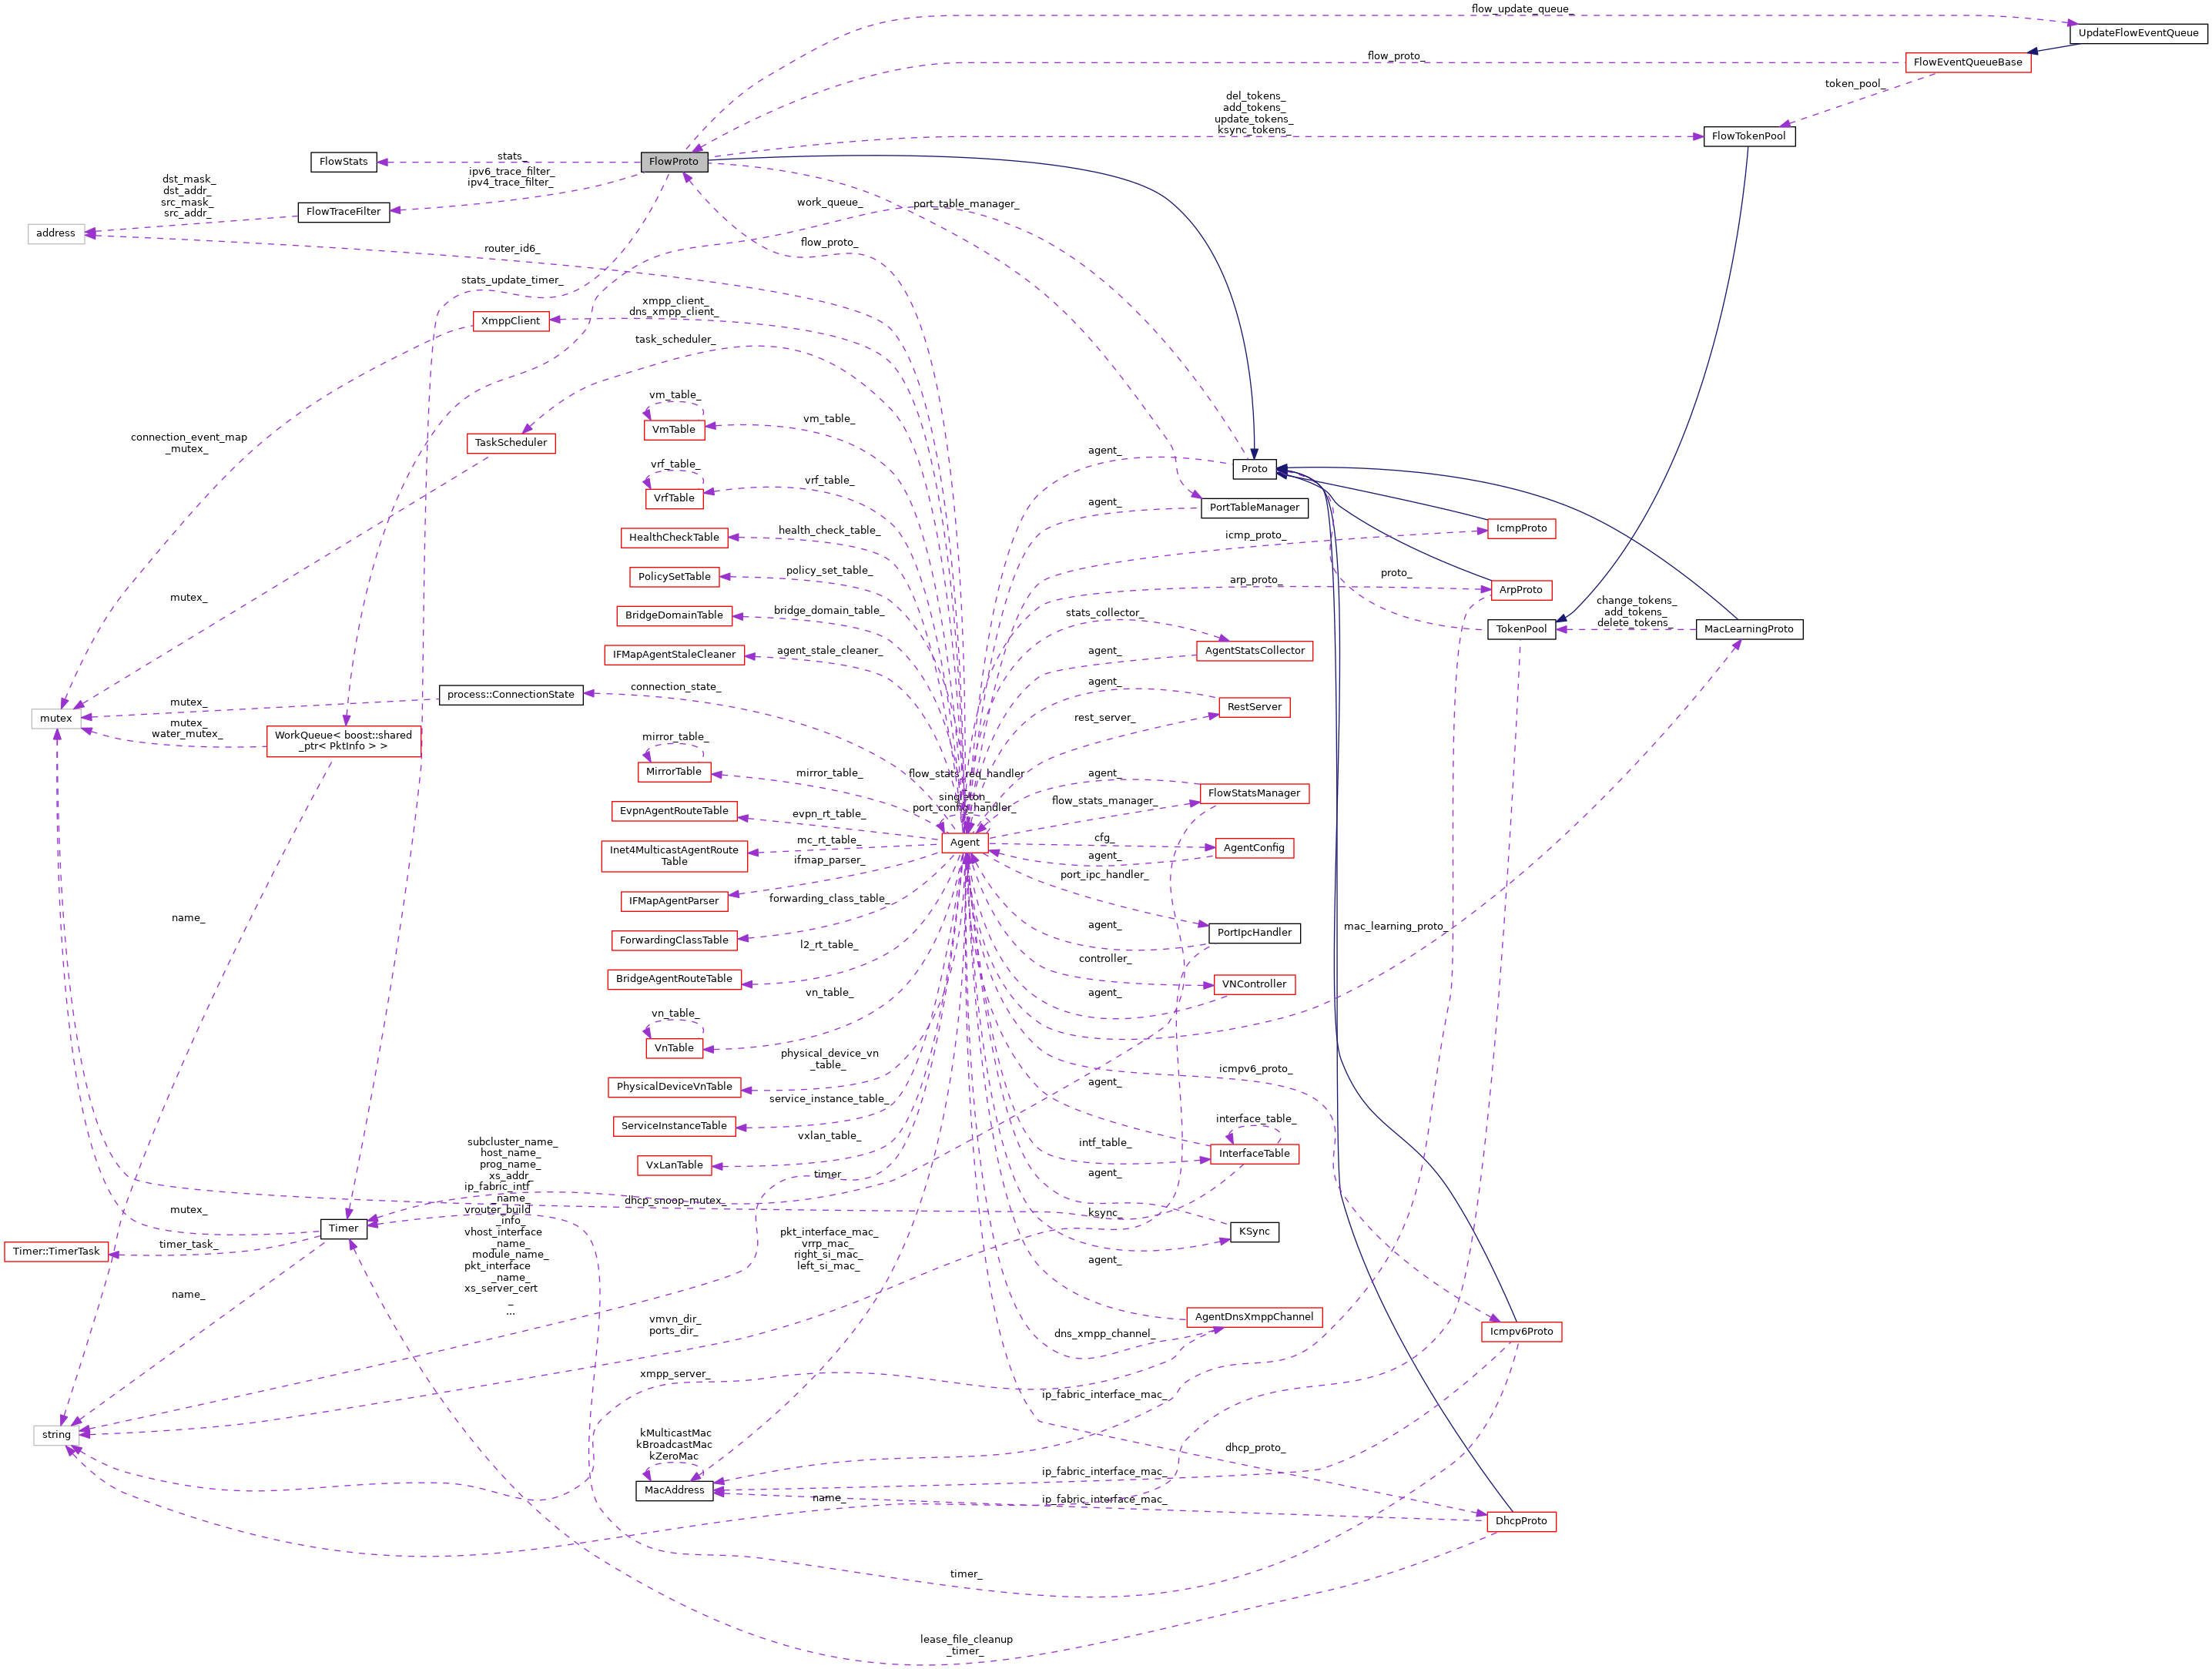 flow_update_queue_
UpdateFlowEventQueue
flow_proto_
FlowEventQueueBase
token_pool_
del_tokens_
add_tokens_
update_tokens_
ksync_tokens_
FlowTokenPool
FlowStats
stats_
FlowProto
ipv6_trace_filter_
ipv4_trace_filter_
dst_mask_
dst_addr_
src_mask_
src_addr_
FlowTraceFilter
work_queue_
port_table_manager_
address
flow_proto_
router_id6_
stats_update_timer_
xmpp_client_
dns_xmpp_client_
XmppClient
task_scheduler_
vm_table_
vm_table_
VmTable
connection_event_map
_mutex_
TaskScheduler
agent_
Proto
vrf_table_
vrf_table_
VrfTable
agent_
PortTableManager
health_check_table_
HealthCheckTable
icmp_proto_
IcmpProto
policy_set_table_
PolicySetTable
arp_proto_
proto_
ArpProto
mutex_
bridge_domain_table_
BridgeDomainTable
stats_collector_
change_tokens_
add_tokens_
delete_tokens_
TokenPool
MacLearningProto
agent_stale_cleaner_
IFMapAgentStaleCleaner
agent_
AgentStatsCollector
connection_state_
process::ConnectionState
agent_
RestServer
rest_server_
mutex_
mutex
mutex_
water_mutex_
WorkQueue< boost::shared
_ptr< PktInfo > >
mirror_table_
mirror_table_
MirrorTable
flow_stats_req_handler
singleton_
port_config_handler_
agent_
FlowStatsManager
flow_stats_manager_
EvpnAgentRouteTable
evpn_rt_table_
Agent
mc_rt_table_
Inet4MulticastAgentRoute
Table
cfg_
agent_
AgentConfig
ifmap_parser_
port_ipc_handler_
IFMapAgentParser
forwarding_class_table_
name_
agent_
PortIpcHandler
mac_learning_proto_
ForwardingClassTable
l2_rt_table_
controller_
BridgeAgentRouteTable
vn_table_
agent_
VNController
vn_table_
VnTable
physical_device_vn
_table_
icmpv6_proto_
PhysicalDeviceVnTable
agent_
service_instance_table_
ServiceInstanceTable
interface_table_
vxlan_table_
intf_table_
InterfaceTable
VxLanTable
timer_
agent_
subcluster_name_
host_name_
prog_name_
xs_addr_
ip_fabric_intf
_name_
vrouter_build
_info_
vhost_interface
_name_
module_name_
pkt_interface
_name_
xs_server_cert
_
...
dhcp_snoop_mutex_
ksync_
mutex_
Timer
KSync
Timer::TimerTask
timer_task_
pkt_interface_mac_
vrrp_mac_
right_si_mac_
left_si_mac_
agent_
name_
vmvn_dir_
ports_dir_
AgentDnsXmppChannel
Icmpv6Proto
dns_xmpp_channel_
xmpp_server_
ip_fabric_interface_mac_
string
kMulticastMac
kBroadcastMac
kZeroMac
dhcp_proto_
ip_fabric_interface_mac_
MacAddress
name_
ip_fabric_interface_mac_
DhcpProto
timer_
lease_file_cleanup
_timer_